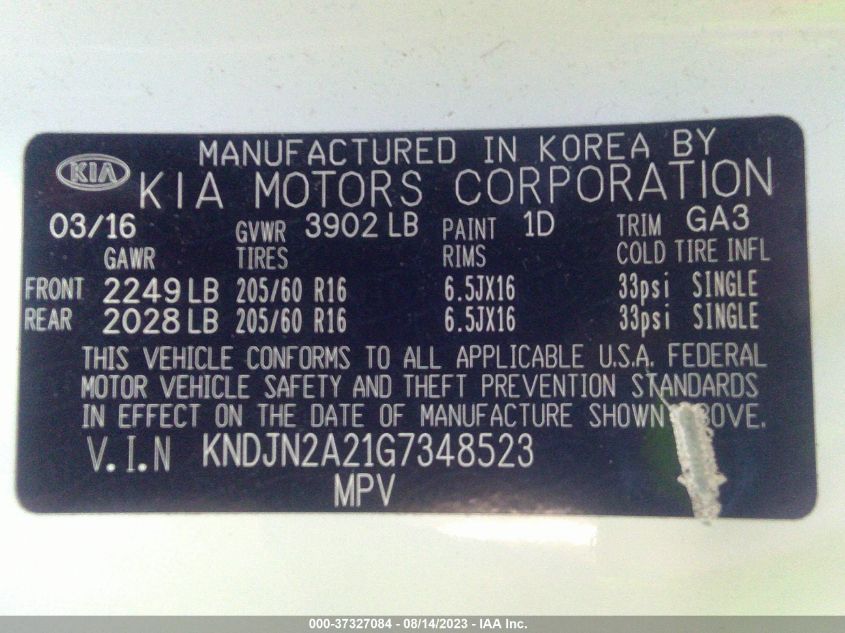 MANUFACTURED IN KOREA BY
KIA KIA MOTORS CORPORATION
03/16 GVWR 3902 LB PAINT 1D TRIM GA3
GAWR TIRES RIMS COLD TIRE INFL
FRONT 2249 LB 205/60 R16 6.5JX16 33psi SINGLE
REAR 2028 LB 205/60 R16 6.5JX16 33psi SINGLE
THIS VEHICLE CONFORMS TO ALL APPLICABLE U.S.A. FEDERAL
MOTOR VEHICLE SAFETY AND THEFT PREVENTION STANDARDS
IN EFFECT ON THE DATE OF MANUFACTURE SHOWN
V.I.N KNDJN2A21G7348523
MPV
000-37327084 - 08/14/2023 - IAA Inc.